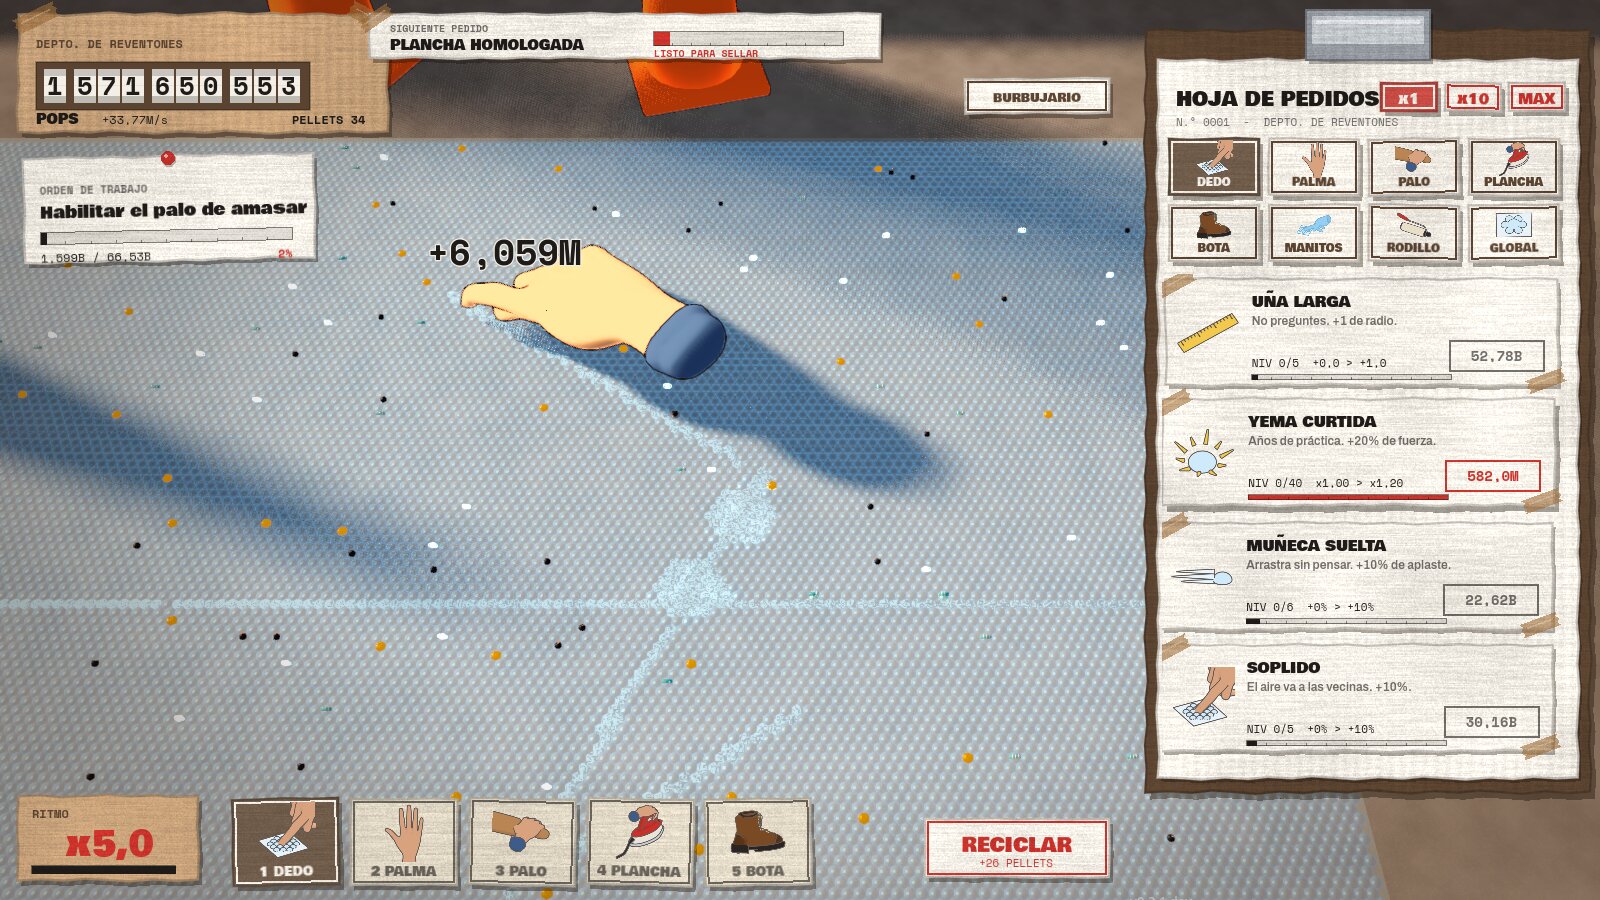 DEPTO. DE REVENTONES
1 571 650 553
POPS +33,77M/s PELLETS 34
SIGUIENTE PEDIDO
PLANCHA HOMOLOGADA
LISTO PARA SELLAR
BURBUJARIO
ORDEN DE TRABAJO
Habilitar el palo de amasar
1,599B / 66,53B 2%
+6,059M
HOJA DE PEDIDOS x1 x10 MAX
N.° 0001 - DEPTO. DE REVENTONES
DEDO PALMA PALO PLANCHA
BOTA MANITOS RODILLO GLOBAL
UÑA LARGA
No preguntes. +1 de radio.
NIV 0/5 +0,0 > +1,0 52,78B
YEMA CURTIDA
Años de práctica. +20% de fuerza.
NIV 0/40 x1,00 > x1,20 582,0M
MUÑECA SUELTA
Arrastra sin pensar. +10% de aplaste.
NIV 0/6 +0% > +10% 22,62B
SOPLIDO
El aire va a las vecinas. +10%.
NIV 0/5 +0% > +10% 30,16B
RITMO
x5,0
1 DEDO 2 PALMA 3 PALO 4 PLANCHA 5 BOTA
RECICLAR
+26 PELLETS